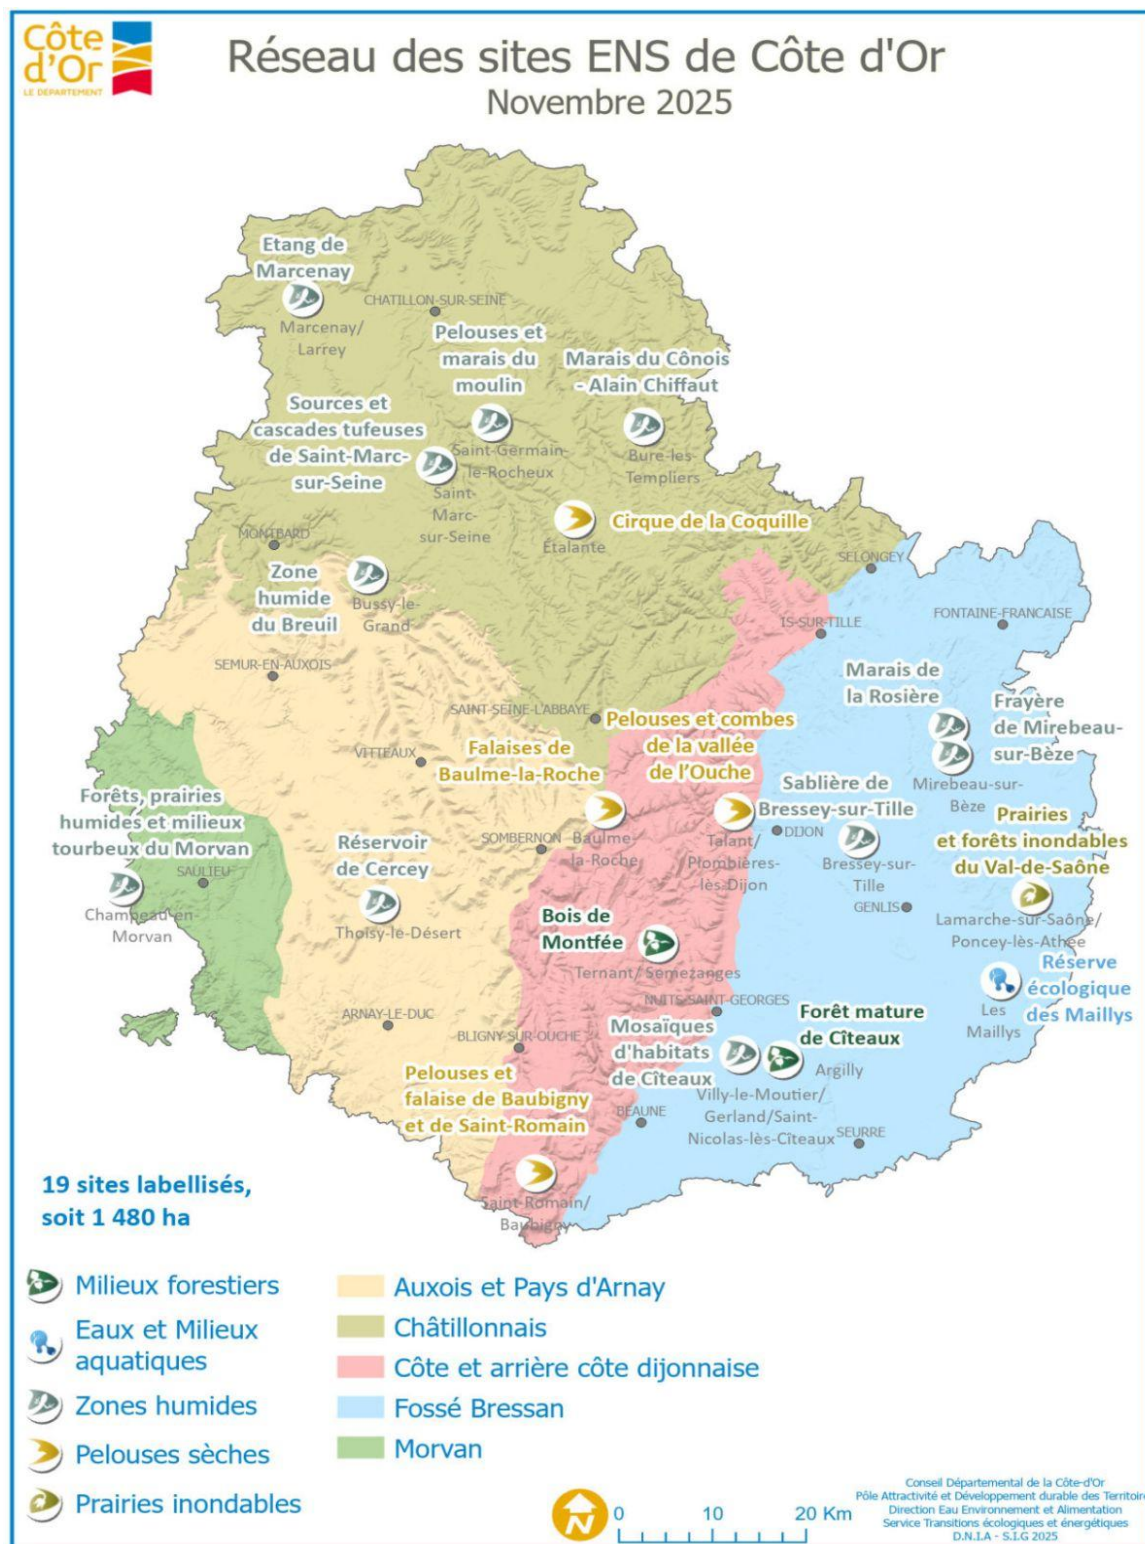 Côte
d'Or
LE DEPARTEMENT
Réseau des sites ENS de Côte d'Or
Novembre 2025
Etang de
Marcenay
Marcenay/
Larrey
CHATILLON-SUR-SEINE
Pelouses et
marais du
moulin
Saint-Germain-
le-Rocheux
Marais du Cônois
- Alain Chiffaut
Bure-les-
Templiers
Sources et
cascades tufeuses
de Saint-Marc-
sur-Seine
Saint-
Marc-
sur-Seine
Cirque de la Coquille
Étalante
MONTBARD
Zone
humide
du Breuil
Bussy-le-
Grand
SELONGEY
IS-SUR-TILLE
FONTAINE-FRANCAISE
SEMUR-EN-AUXOIS
SAINT-SEINE-L'ABBAYE
Marais de
la Rosière
Frayère
de Mirebeau-
sur-Bèze
Mirebeau-sur-
Bèze
VITTEAUX
Falaises de
Baulme-la-Roche
Baulme-
la-Roche
Pelouses et combes
de la vallée
de l'Ouche
Talant/
Plombières-
lès-Dijon
Sablière de
Bressey-sur-Tille
DIJON
Bressey-sur-
Tille
Prairies
et forêts inondables
du Val-de-Saône
Lamarche-sur-Saône/
Poncey-lès-Athée
Forêts, prairies
humides et milieux
tourbeux du Morvan
SAULIEU
Champeau-en-
Morvan
Réservoir
de Cercey
Thoisy-le-Désert
SOMBERNON
GENLIS
Bois de
Montfée
Ternant/ Semezanges
Réserve
écologique
des Maillys
Les
Maillys
ARNAY-LE-DUC
BLIGNY-SUR-OUCHE
NUITS-SAINT-GEORGES
Mosaïques
d'habitats
de Cîteaux
Forêt mature
de Cîteaux
Argilly
Villy-le-Moutier/
Gerland/Saint-
Nicolas-lès-Cîteaux
Pelouses et
falaise de Baubigny
et de Saint-Romain
BEAUNE
SEURRE
Saint-Romain/
Baubigny
19 sites labellisés,
soit 1 480 ha
Milieux forestiers
Eaux et Milieux
aquatiques
Zones humides
Pelouses sèches
Prairies inondables
Auxois et Pays d'Arnay
Châtillonnais
Côte et arrière côte dijonnaise
Fossé Bressan
Morvan
N
0 10 20 Km
Conseil Départemental de la Côte-d'Or
Pôle Attractivité et Développement durable des Territoire
Direction Eau Environnement et Alimentation
Service Transitions écologiques et énergétiques
D.N.I.A - S.I.G 2025